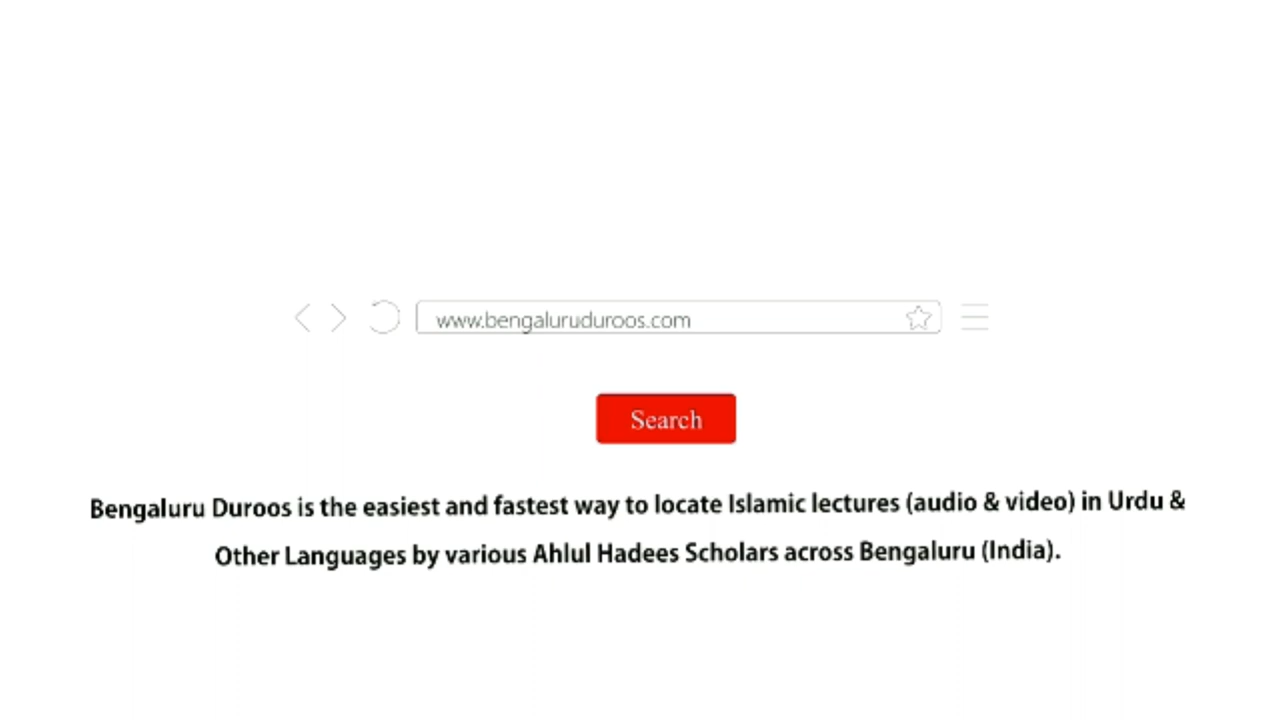 www.bengaluruduroos.com
Search
Bengaluru Duroos is the easiest and fastest way to locate Islamic lectures (audio & video) in Urdu &
Other Languages by various Ahlul Hadees Scholars across Bengaluru (India).